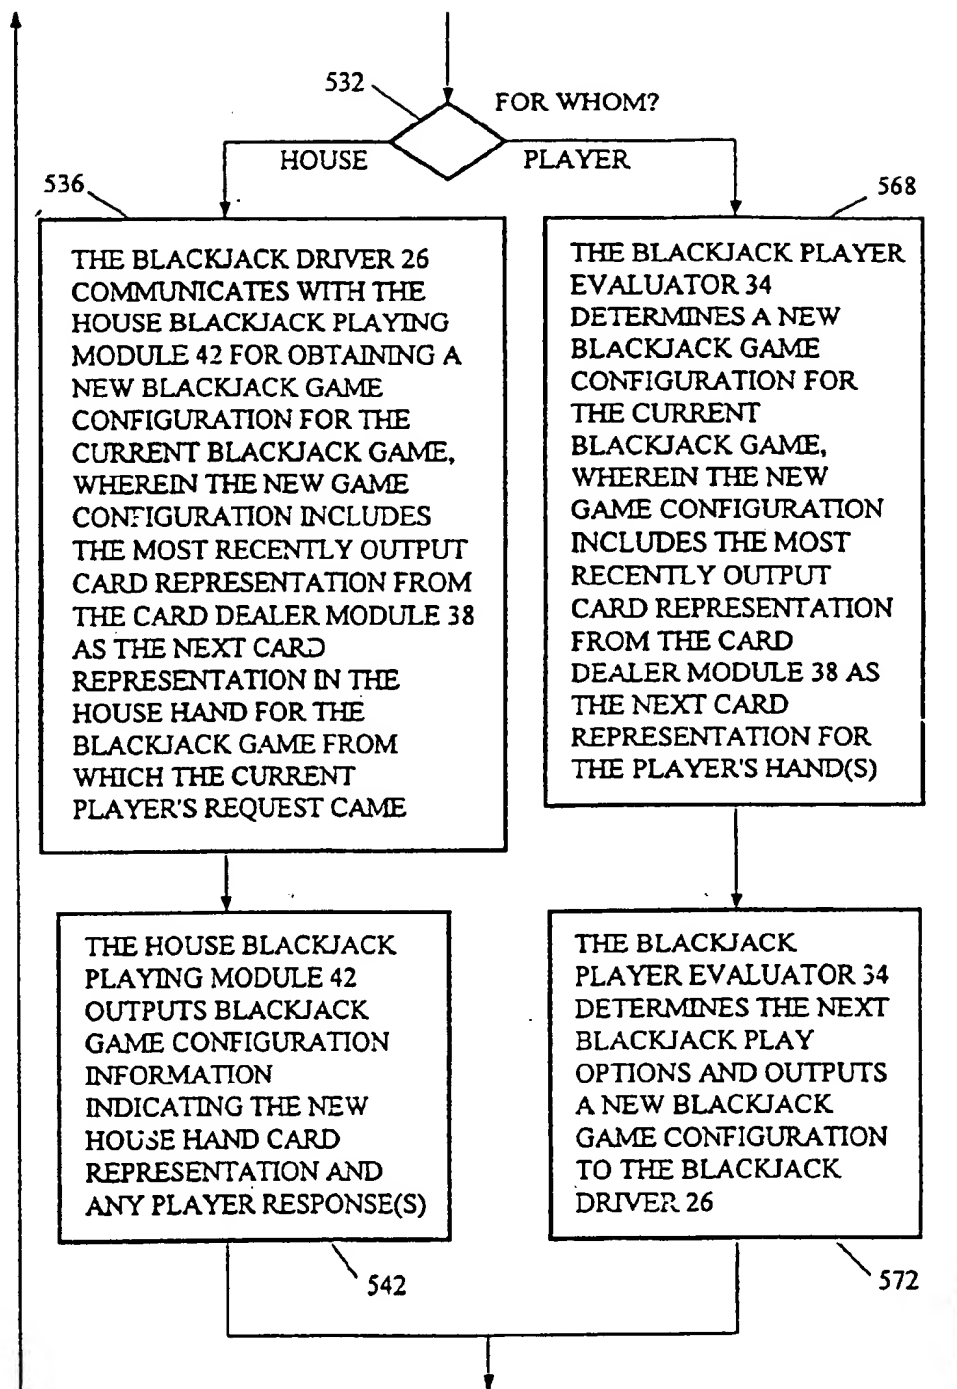 532
FOR WHOM?
HOUSE
PLAYER
536
THE BLACKJACK DRIVER 26
COMMUNICATES WITH THE
HOUSE BLACKJACK PLAYING
MODULE 42 FOR OBTAINING A
NEW BLACKJACK GAME
CONFIGURATION FOR THE
CURRENT BLACKJACK GAME,
WHEREIN THE NEW GAME
CONFIGURATION INCLUDES
THE MOST RECENTLY OUTPUT
CARD REPRESENTATION FROM
THE CARD DEALER MODULE 38
AS THE NEXT CARD
REPRESENTATION IN THE
HOUSE HAND FOR THE
BLACKJACK GAME FROM
WHICH THE CURRENT
PLAYER'S REQUEST CAME
568
THE BLACKJACK PLAYER
EVALUATOR 34
DETERMINES A NEW
BLACKJACK GAME
CONFIGURATION FOR
THE CURRENT
BLACKJACK GAME,
WHEREIN THE NEW
GAME CONFIGURATION
INCLUDES THE MOST
RECENTLY OUTPUT
CARD REPRESENTATION
FROM THE CARD
DEALER MODULE 38 AS
THE NEXT CARD
REPRESENTATION FOR
THE PLAYER'S HAND(S)
THE HOUSE BLACKJACK
PLAYING MODULE 42
OUTPUTS BLACKJACK
GAME CONFIGURATION
INFORMATION
INDICATING THE NEW
HOUSE HAND CARD
REPRESENTATION AND
ANY PLAYER RESPONSE(S)
542
THE BLACKJACK
PLAYER EVALUATOR 34
DETERMINES THE NEXT
BLACKJACK PLAY
OPTIONS AND OUTPUTS
A NEW BLACKJACK
GAME CONFIGURATION
TO THE BLACKJACK
DRIVER 26
572